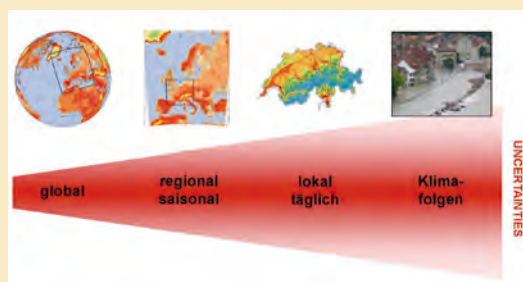 global
regional
saisonal
lokal
täglich
Klima-
folgen
UNCERTAINTIES